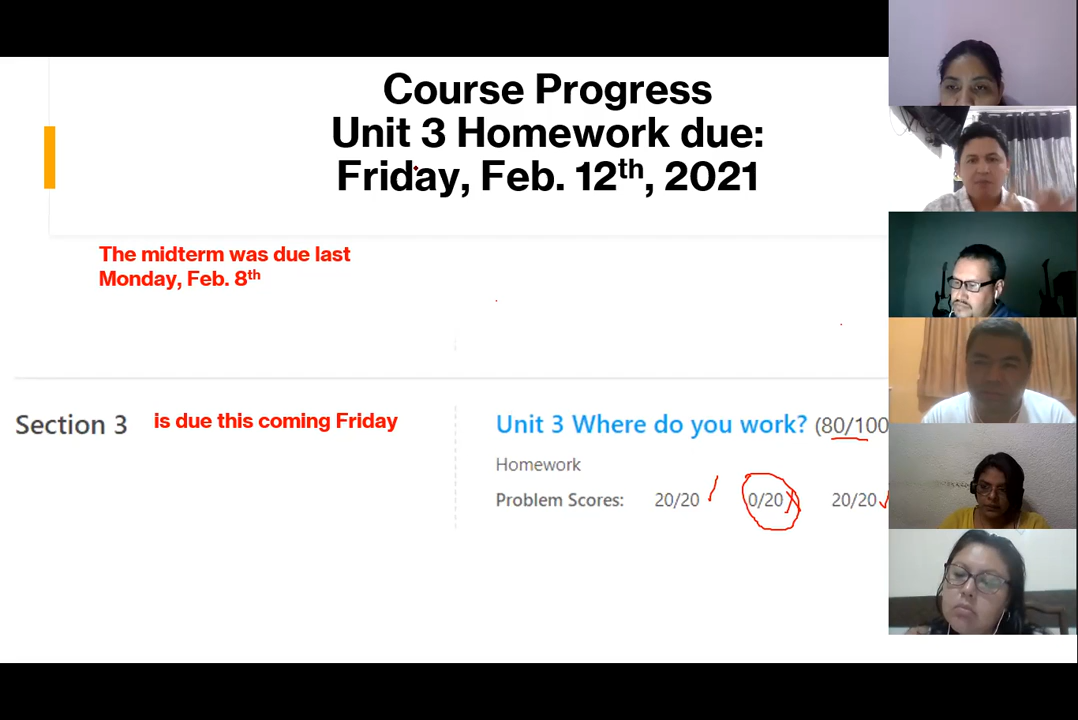 Course Progress
Unit 3 Homework due:
Friday, Feb. 12th, 2021
The midterm was due last
Monday, Feb. 8th
Section 3 is due this coming Friday
Unit 3 Where do you work? (80/100
Homework
Problem Scores: 20/20 0/20 20/20